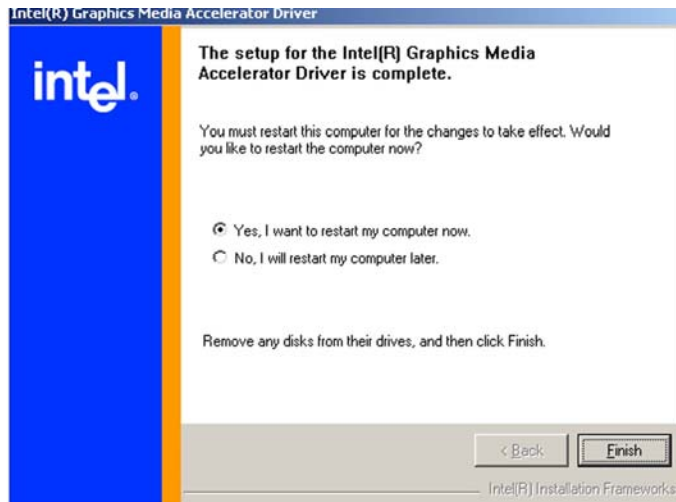 Intel(R) Graphics Media Accelerator Driver
intel.®
The setup for the Intel(R) Graphics Media
Accelerator Driver is complete.
You must restart this computer for the changes to take effect. Would
you like to restart the computer now?
Yes, I want to restart my computer now.
No, I will restart my computer later.
Remove any disks from their drives, and then click Finish.
< Back
Finish
Intel(R) Installation Frameworks